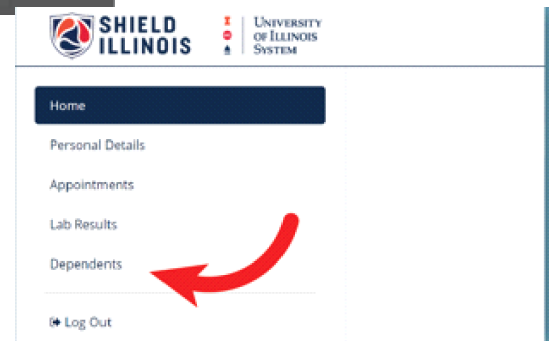 SHIELD
ILLINOIS
UNIVERSITY
OF ILLINOIS
SYSTEM
Home
Personal Details
Appointments
Lab Results
Dependents
Log Out